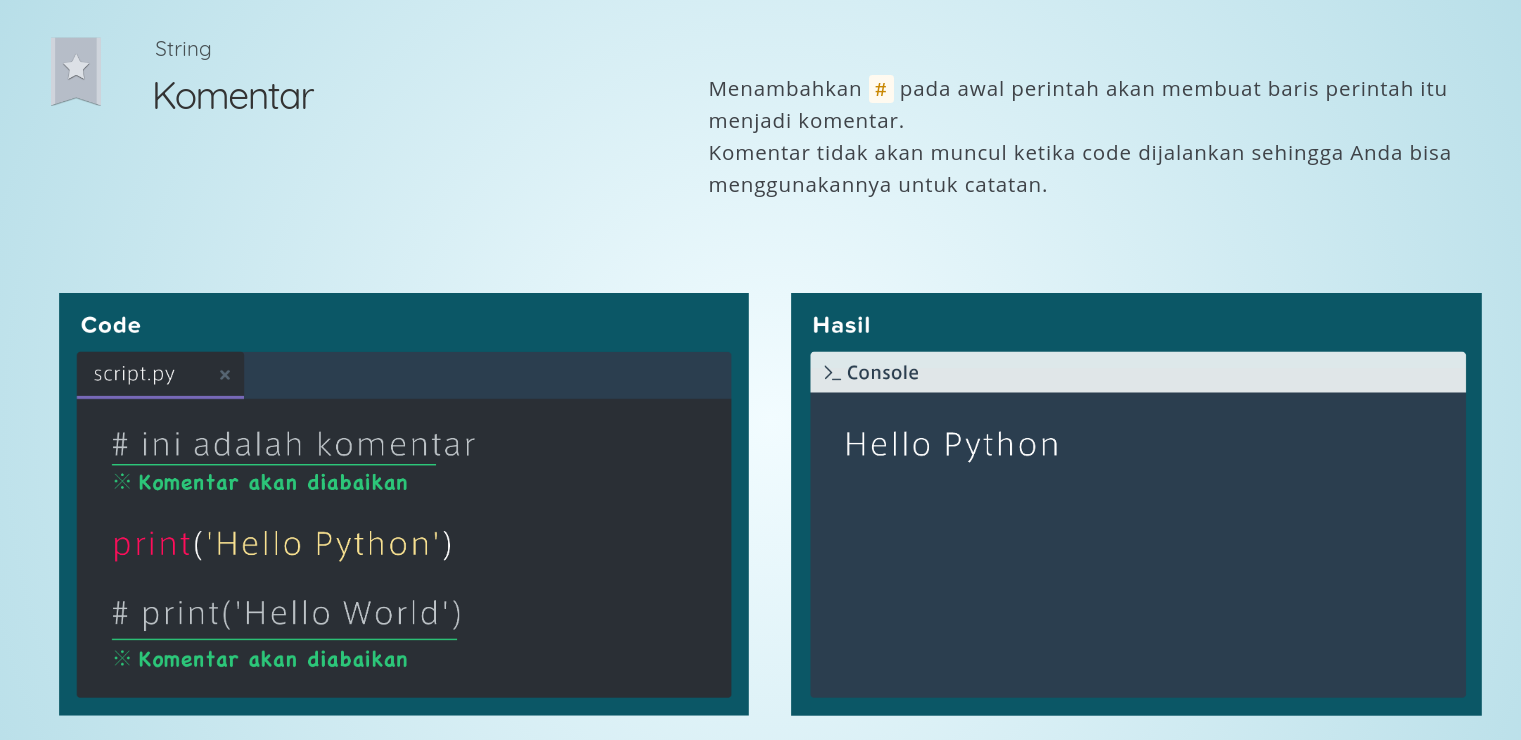 String
Komentar
Menambahkan # pada awal perintah akan membuat baris perintah itu
menjadi komentar.
Komentar tidak akan muncul ketika code dijalankan sehingga Anda bisa
menggunakannya untuk catatan.
Code
script.py ×
# ini adalah komentar
※ Komentar akan diabaikan
print('Hello Python')
# print('Hello World')
※ Komentar akan diabaikan
Hasil
>_ Console
Hello Python